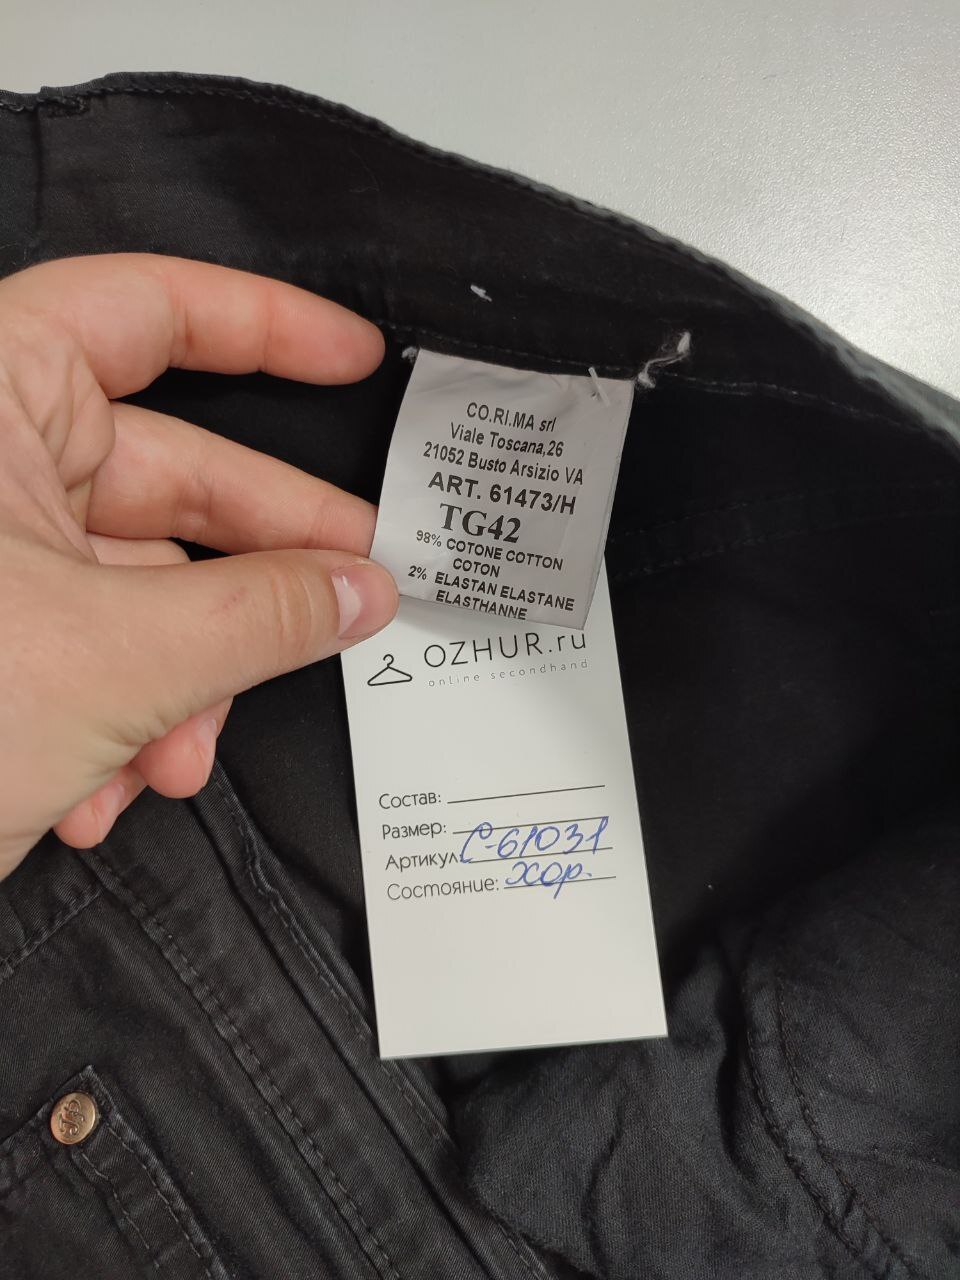 CO.RI.MA srl
Viale Toscana,26
21052 Busto Arsizio VA
ART. 61473/H
TG42
98% COTONE COTTON
COTON
2% ELASTAN ELASTANE
ELASTHANNE
OZHUR.ru
online secondhand
Состав:
Размер:
Артикул: С-61031
Состояние: хор.